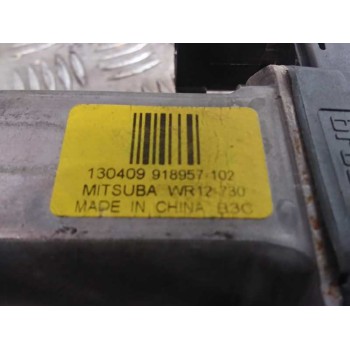 130409 918957-102
MITSUBA WR12-730
MADE IN CHINA B3C